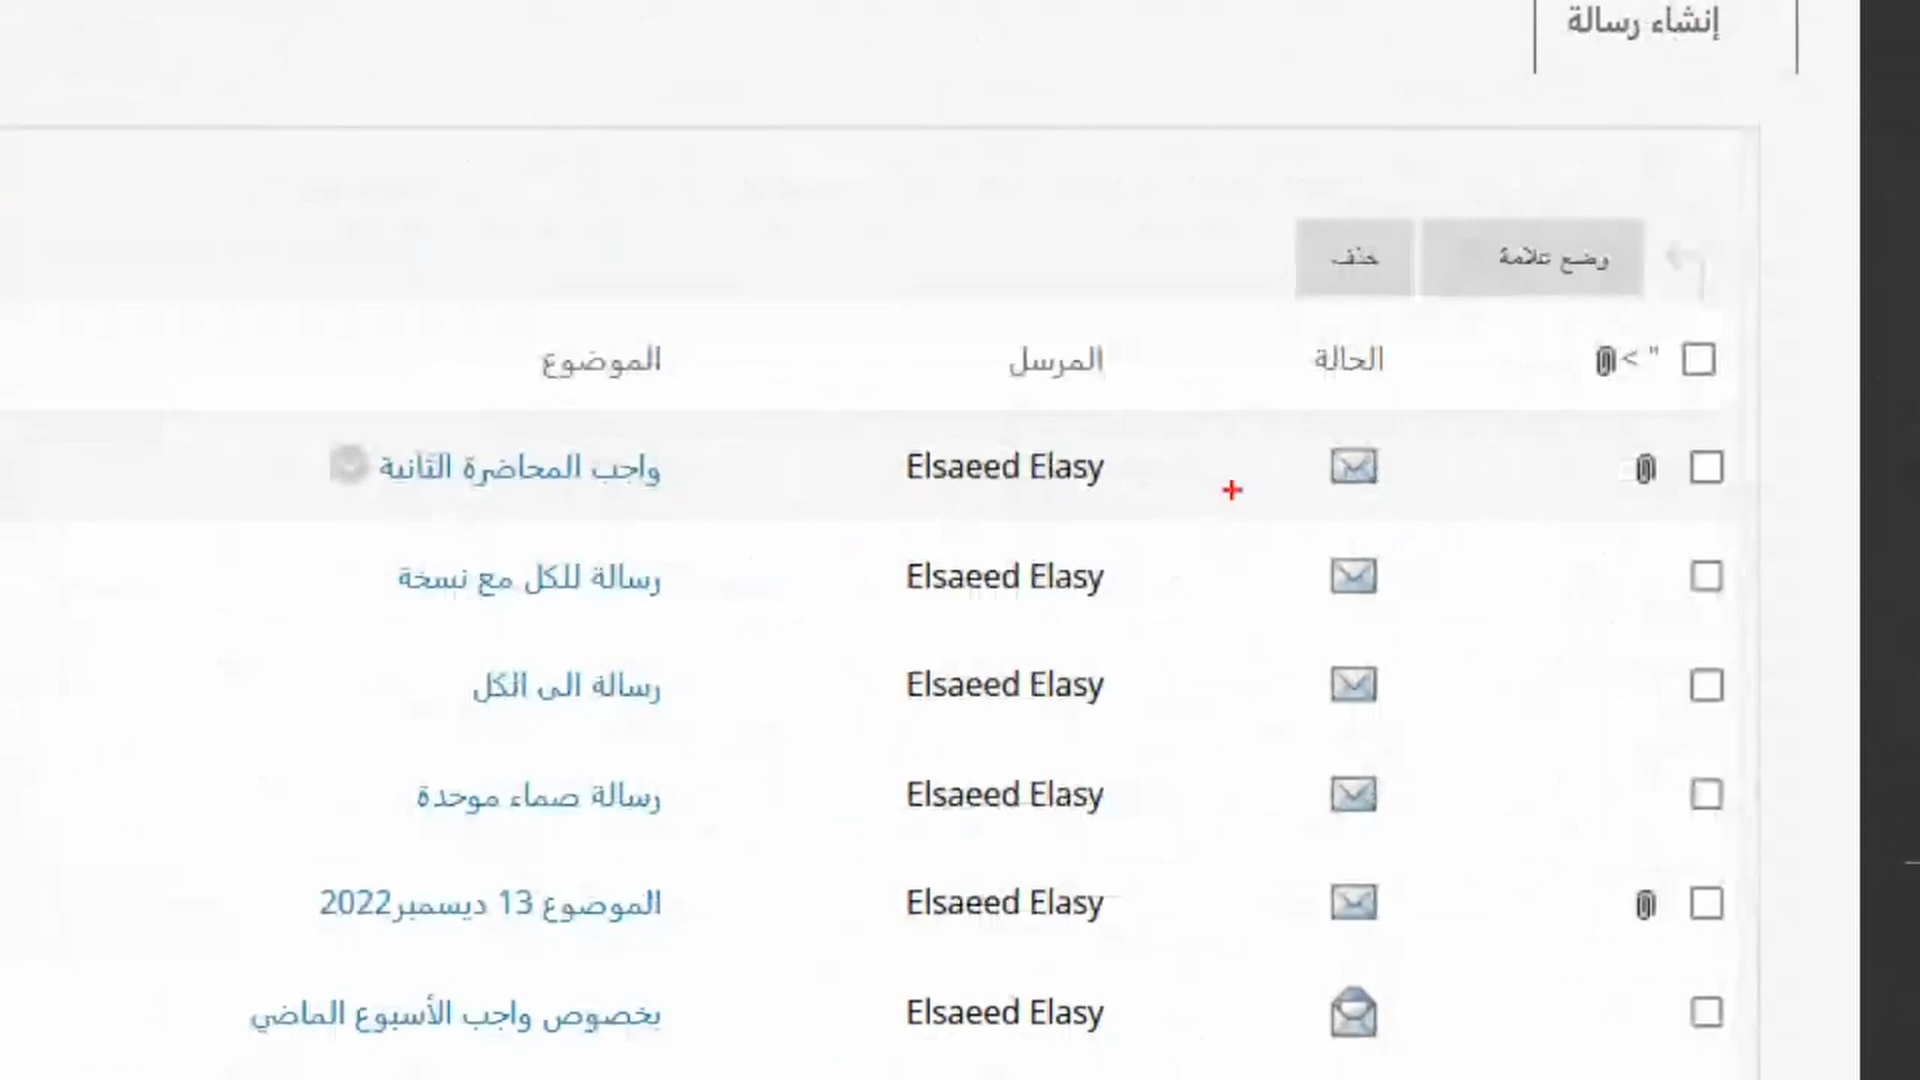 إنشاء رسالة
وضع علامة حذف
" > الحالة المرسل الموضوع
Elsaeed Elasy واجب المحاضرة الثانية
Elsaeed Elasy رسالة للكل مع نسخة
Elsaeed Elasy رسالة الى الكل
Elsaeed Elasy رسالة صماء موحدة
Elsaeed Elasy الموضوع 13 ديسمبر2022
Elsaeed Elasy بخصوص واجب الأسبوع الماضي